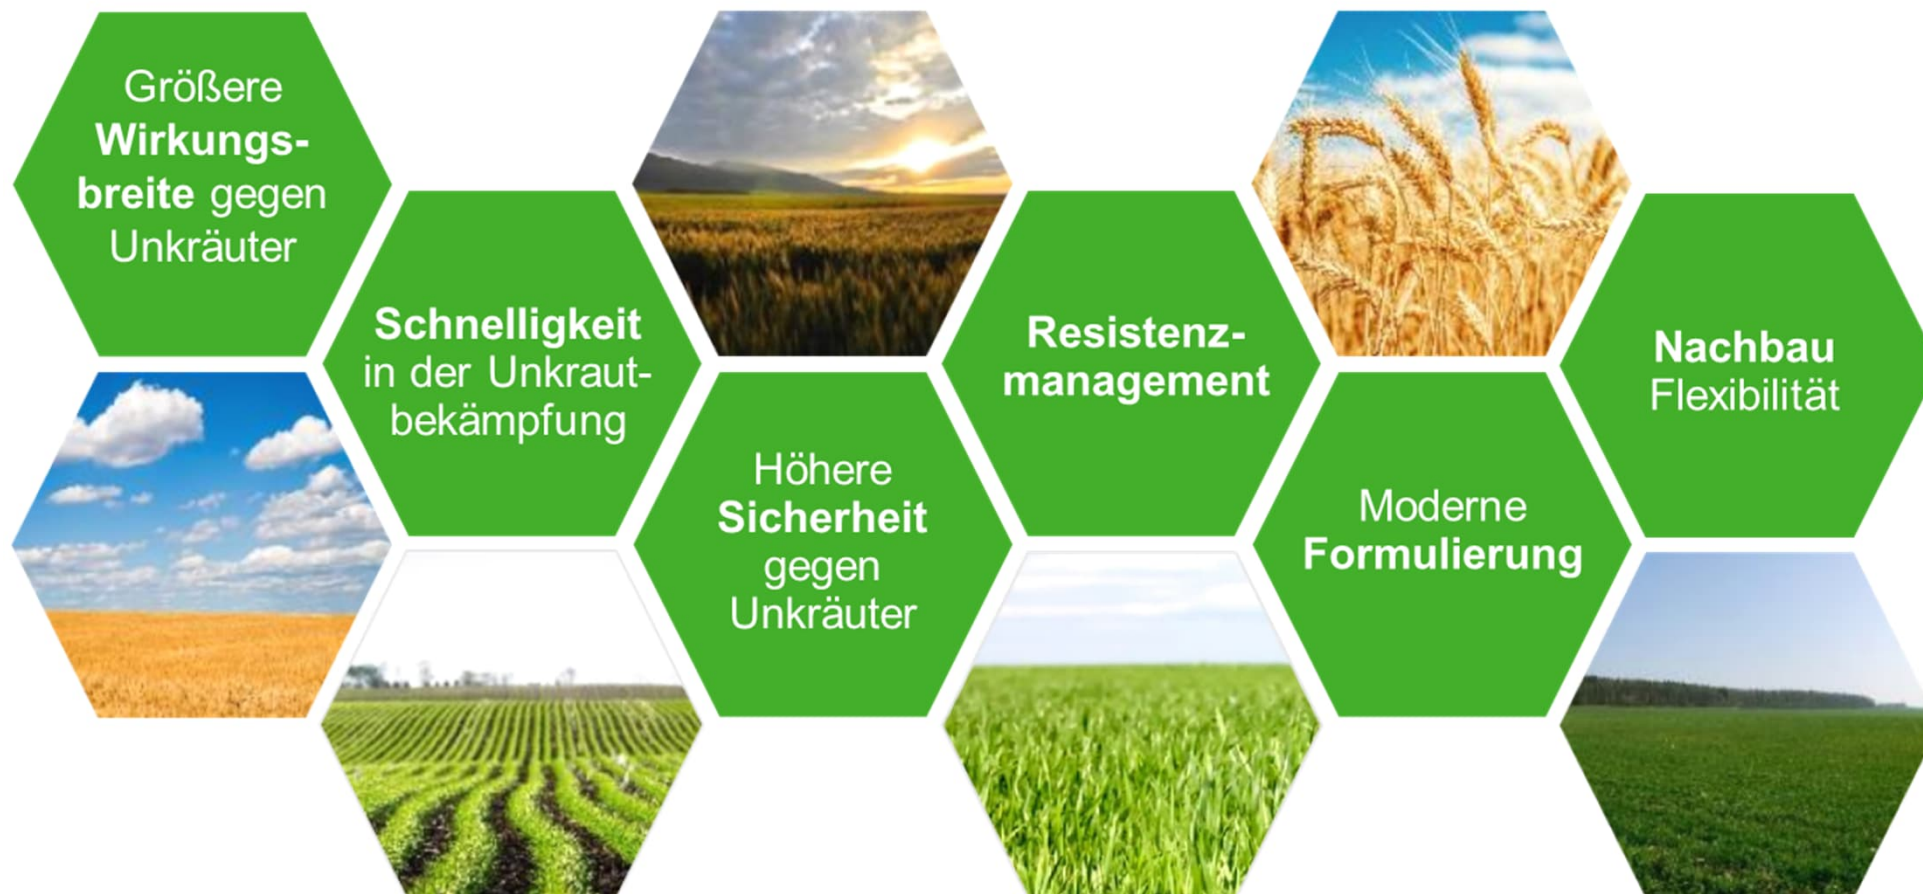 Größere
Wirkungs-
breite gegen
Unkräuter
Schnelligkeit
in der Unkraut-
bekämpfung
Höhere
Sicherheit
gegen
Unkräuter
Resistenz-
management
Moderne
Formulierung
Nachbau
Flexibilität